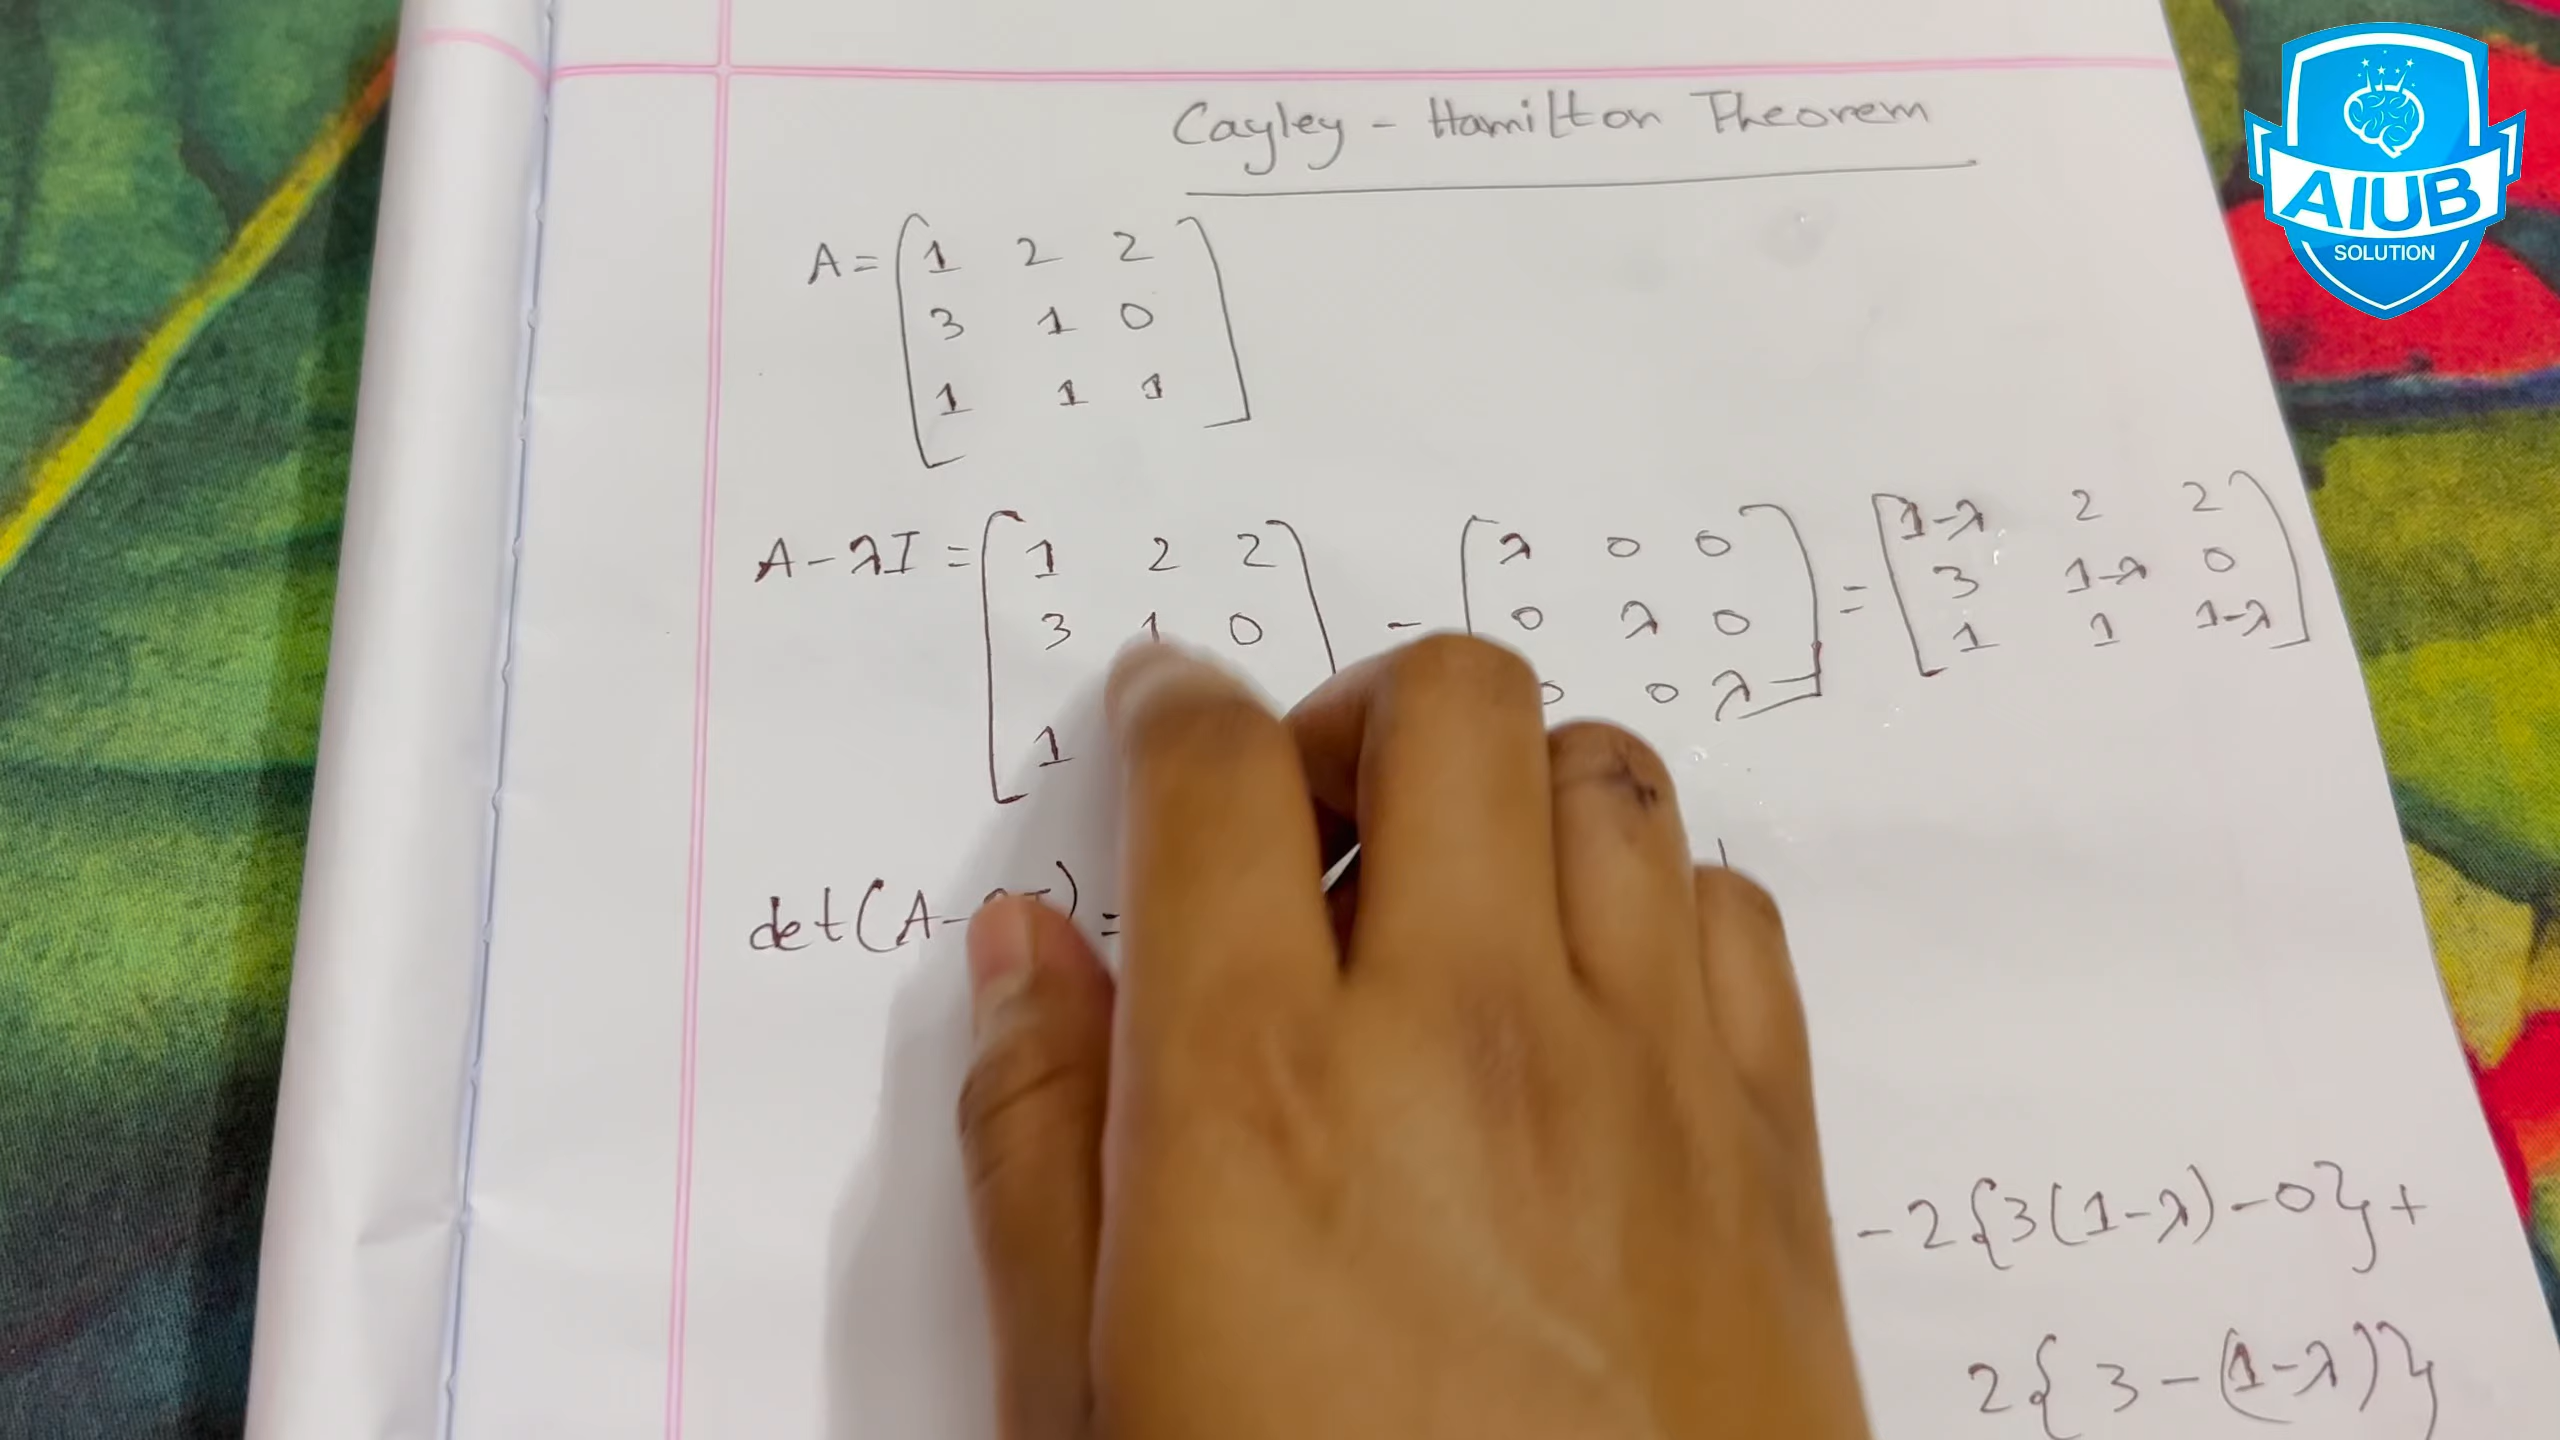 Cayley - Hamilton Theorem
A = [1 2 2
3 1 0
1 1 1]
A - λI = [1 2 2
3 1 0
1
- [λ 0 0
0 λ 0
0 0 λ]
= [1-λ 2 2
3 1-λ 0
1 1 1-λ]
det(A-λI) =
-2{3(1-λ)-0}+
2{3-(1-λ)}
AIUB
SOLUTION